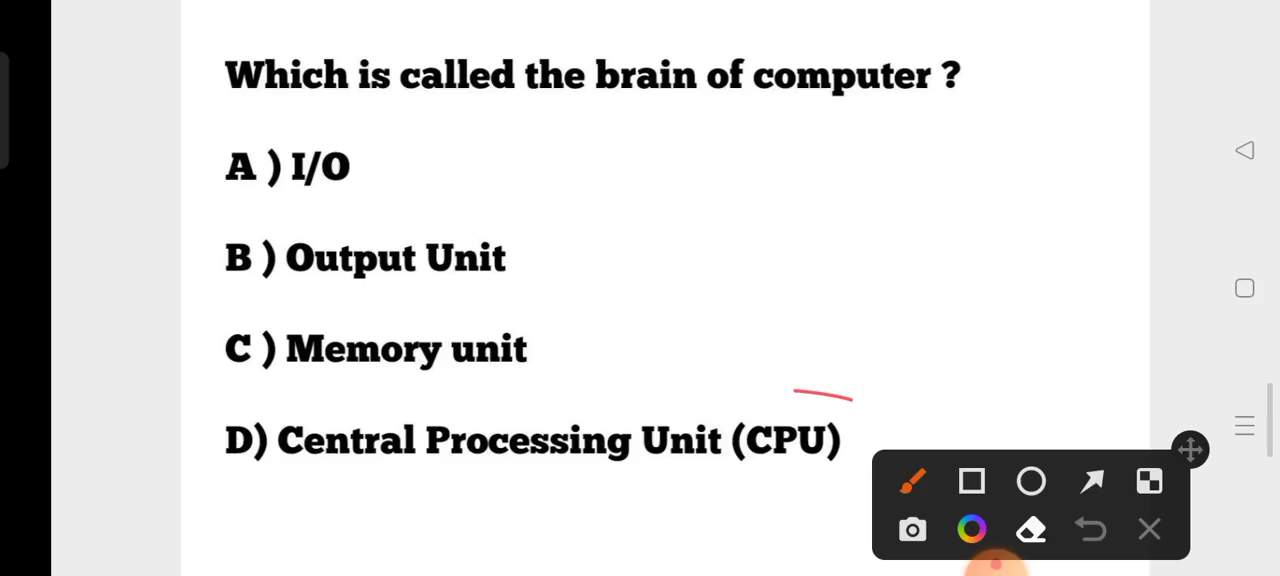 Which is called the brain of computer ?
A ) I/O
B ) Output Unit
C ) Memory unit
D) Central Processing Unit (CPU)